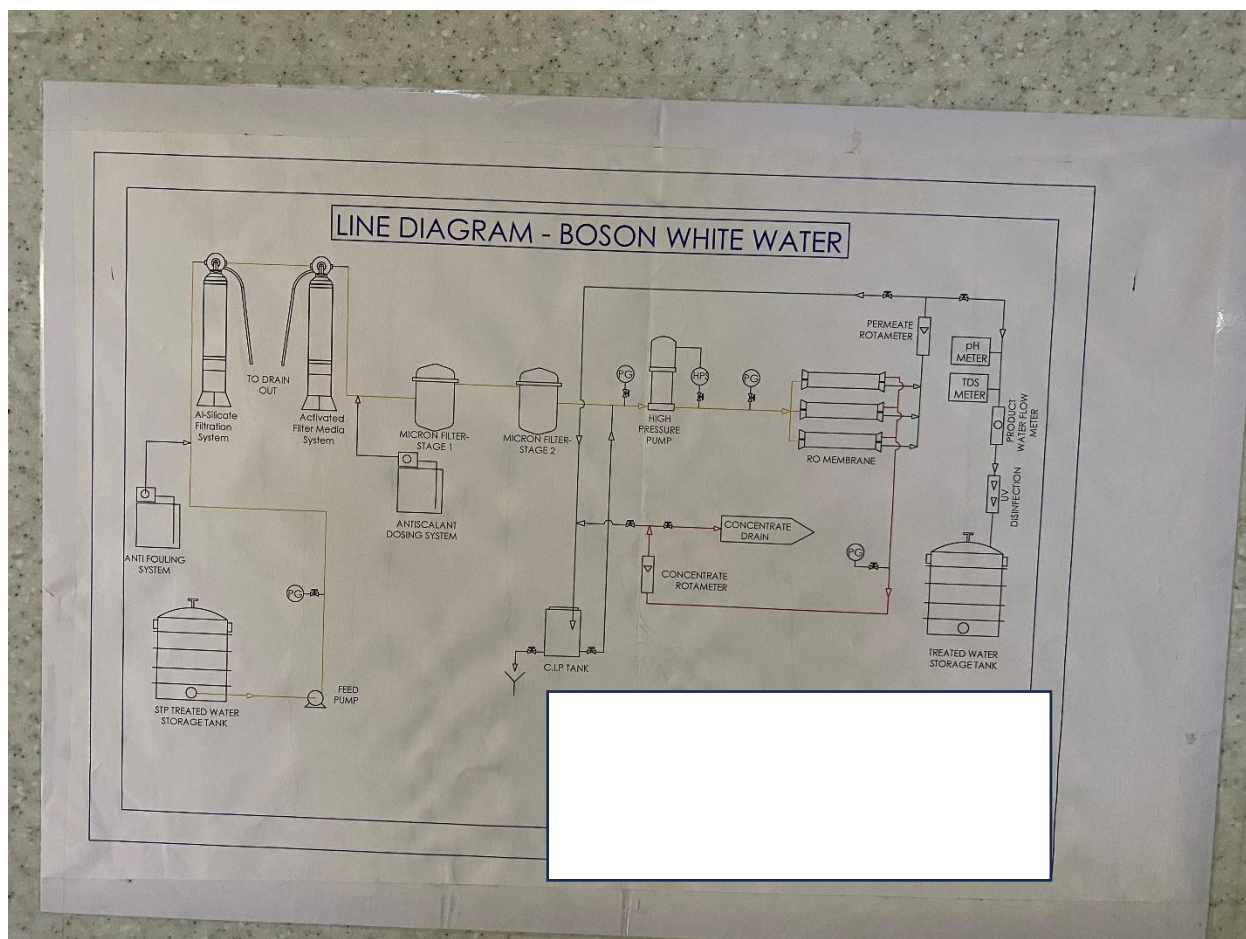 LINE DIAGRAM - BOSON WHITE WATER
TO DRAIN
OUT
Al-Silicate
Filtration
System
Activated
Filter Media
System
MICRON FILTER-
STAGE 1
MICRON FILTER-
STAGE 2
PG
HPS
PG
HIGH
PRESSURE
PUMP
PERMEATE
ROTAMETER
RO MEMBRANE
pH
METER
TDS
METER
PRODUCT
WATER FLOW
METER
UV
DISINFECTION
ANTI FOULING
SYSTEM
ANTISCALANT
DOSING SYSTEM
CONCENTRATE
DRAIN
CONCENTRATE
ROTAMETER
PG
PG
STP TREATED WATER
STORAGE TANK
FEED
PUMP
C.I.P TANK
TREATED WATER
STORAGE TANK